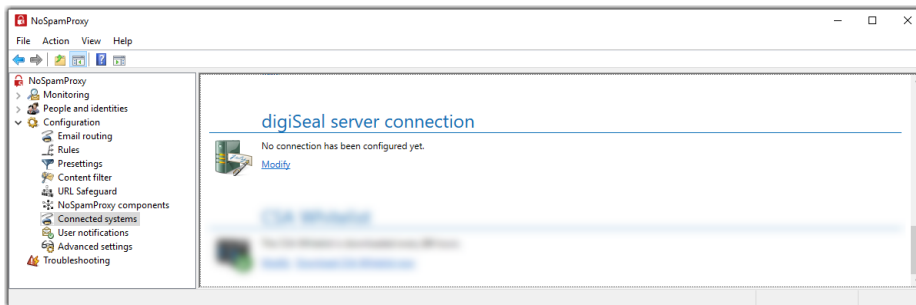 NoSpamProxy
File Action View Help
NoSpamProxy
Monitoring
People and identities
Configuration
Email routing
Rules
Presettings
Content filter
URL Safeguard
NoSpamProxy components
Connected systems
User notifications
Advanced settings
Troubleshooting
digiSeal server connection
No connection has been configured yet.
Modify
CSA Whitelist